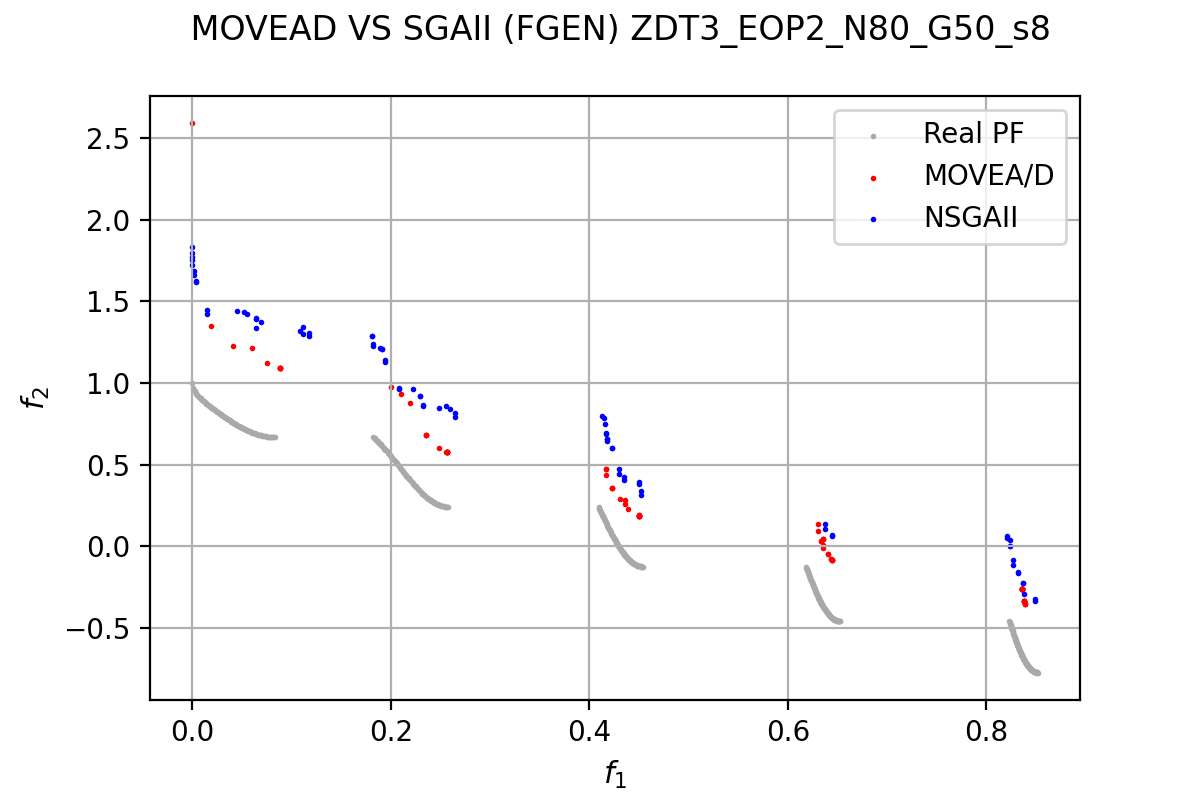 MOVEAD VS SGAII (FGEN) ZDT3_EOP2_N80_G50_s8
Real PF
MOVEA/D
NSGAII
2.5
2.0
1.5
1.0
0.5
0.0
−0.5
f2
0.0 0.2 0.4 0.6 0.8
f1